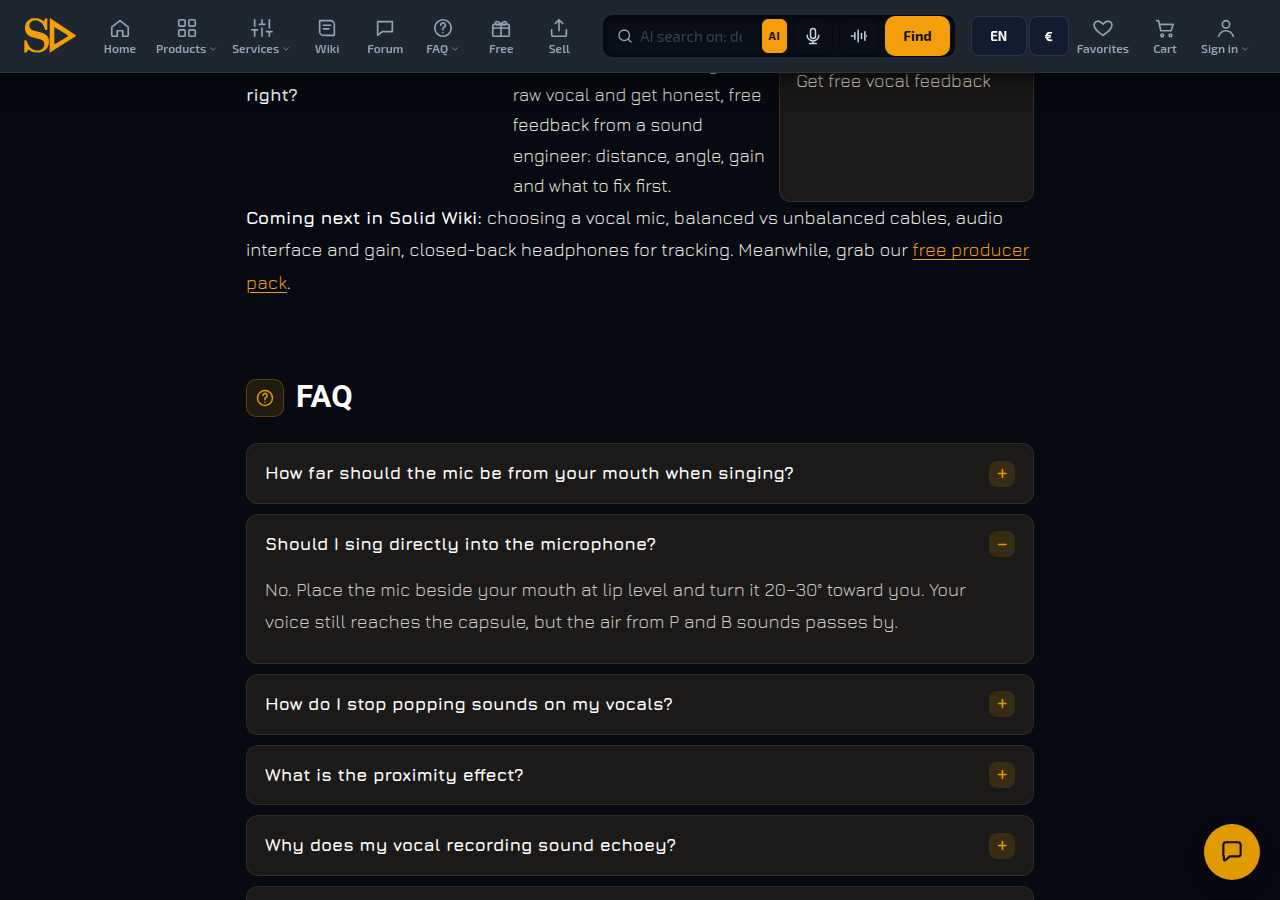 SD
Home
Products
Services
Wiki
Forum
FAQ
Free
Sell
AI search on:
AI
Find
EN
€
Favorites
Cart
Sign in
right?
raw vocal and get honest, free
feedback from a sound
engineer: distance, angle, gain
and what to fix first.
Get free vocal feedback
Coming next in Solid Wiki: choosing a vocal mic, balanced vs unbalanced cables, audio
interface and gain, closed-back headphones for tracking. Meanwhile, grab our free producer
pack.
FAQ
How far should the mic be from your mouth when singing?
+
Should I sing directly into the microphone?
−
No. Place the mic beside your mouth at lip level and turn it 20–30° toward you. Your
voice still reaches the capsule, but the air from P and B sounds passes by.
How do I stop popping sounds on my vocals?
+
What is the proximity effect?
+
Why does my vocal recording sound echoey?
+